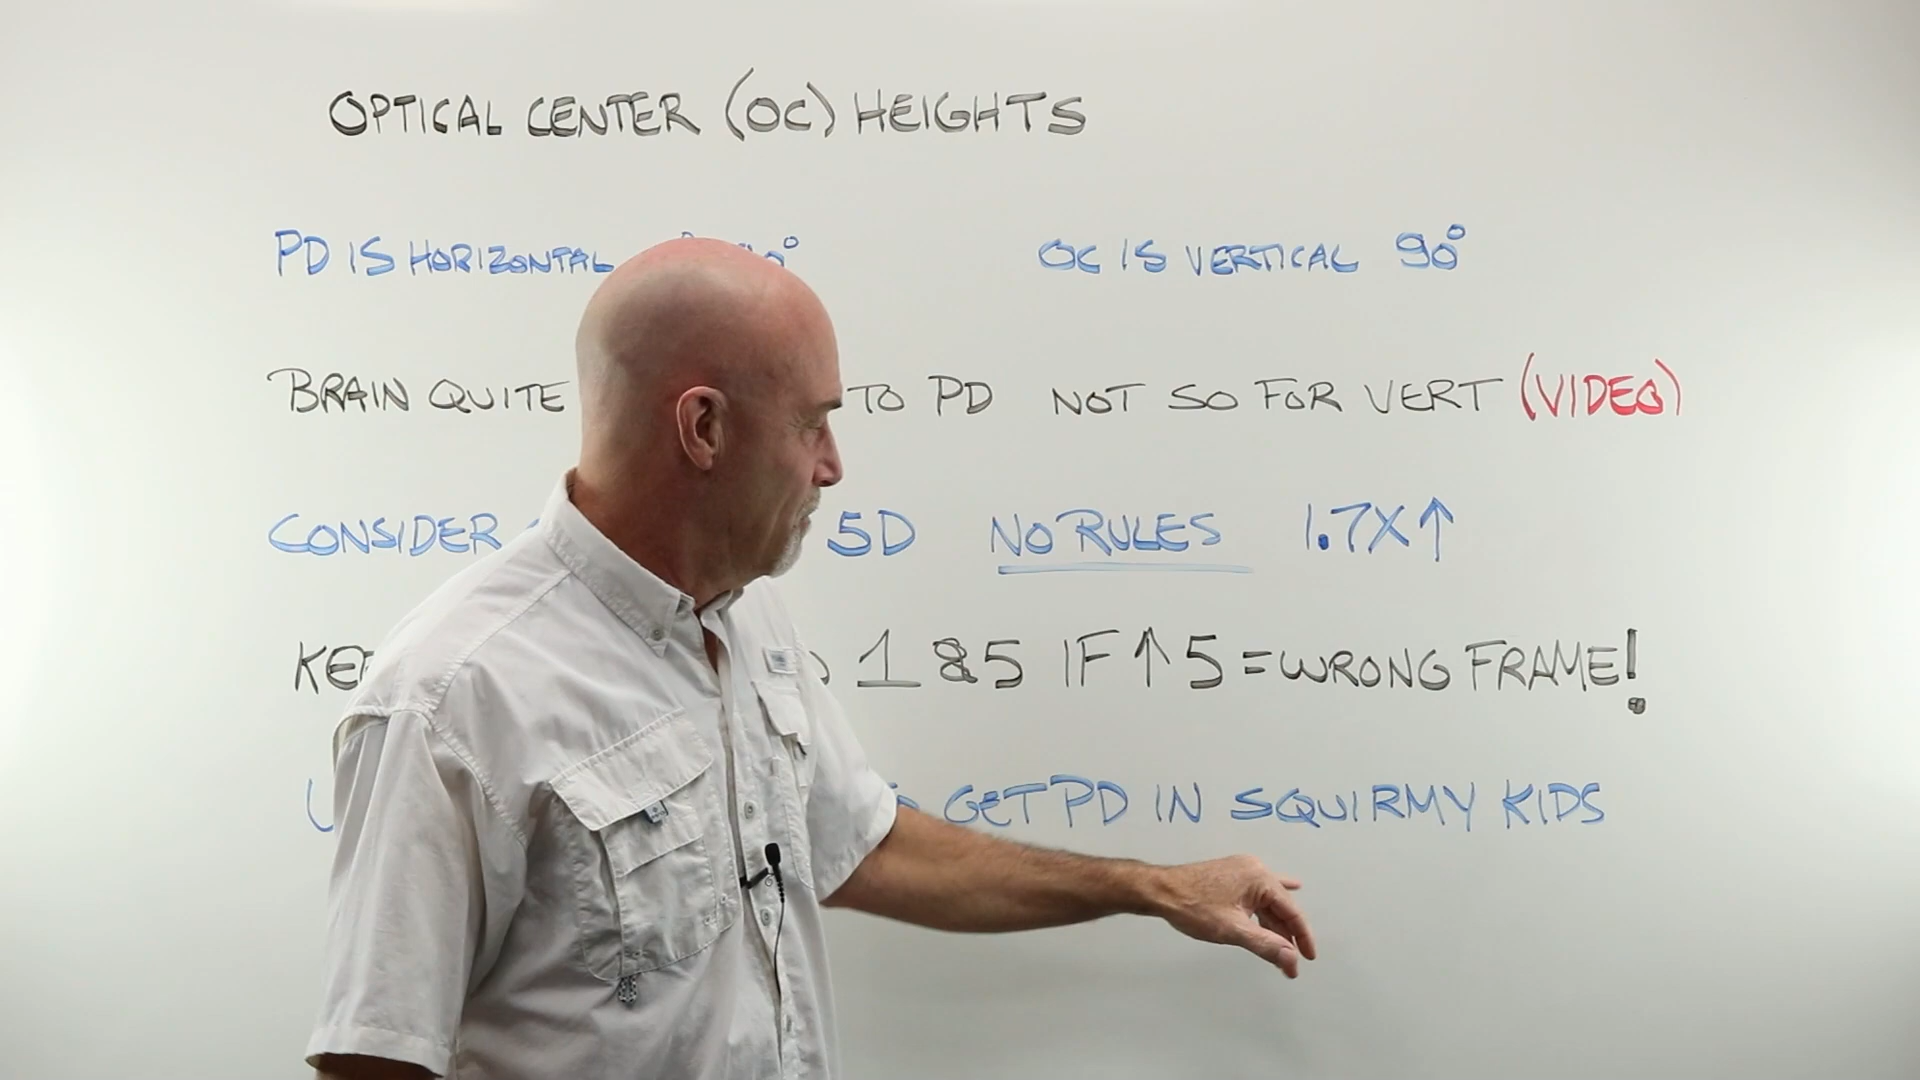 OPTICAL CENTER (OC) HEIGHTS
PD IS HORIZONTAL OC IS VERTICAL 90°
BRAIN QUITE TO PD NOT SO FOR VERT (VIDEO)
CONSIDER 5D NO RULES 1.7X↑
1 & 5 IF ↑ 5 = WRONG FRAME!
GET PD IN SQUIRMY KIDS